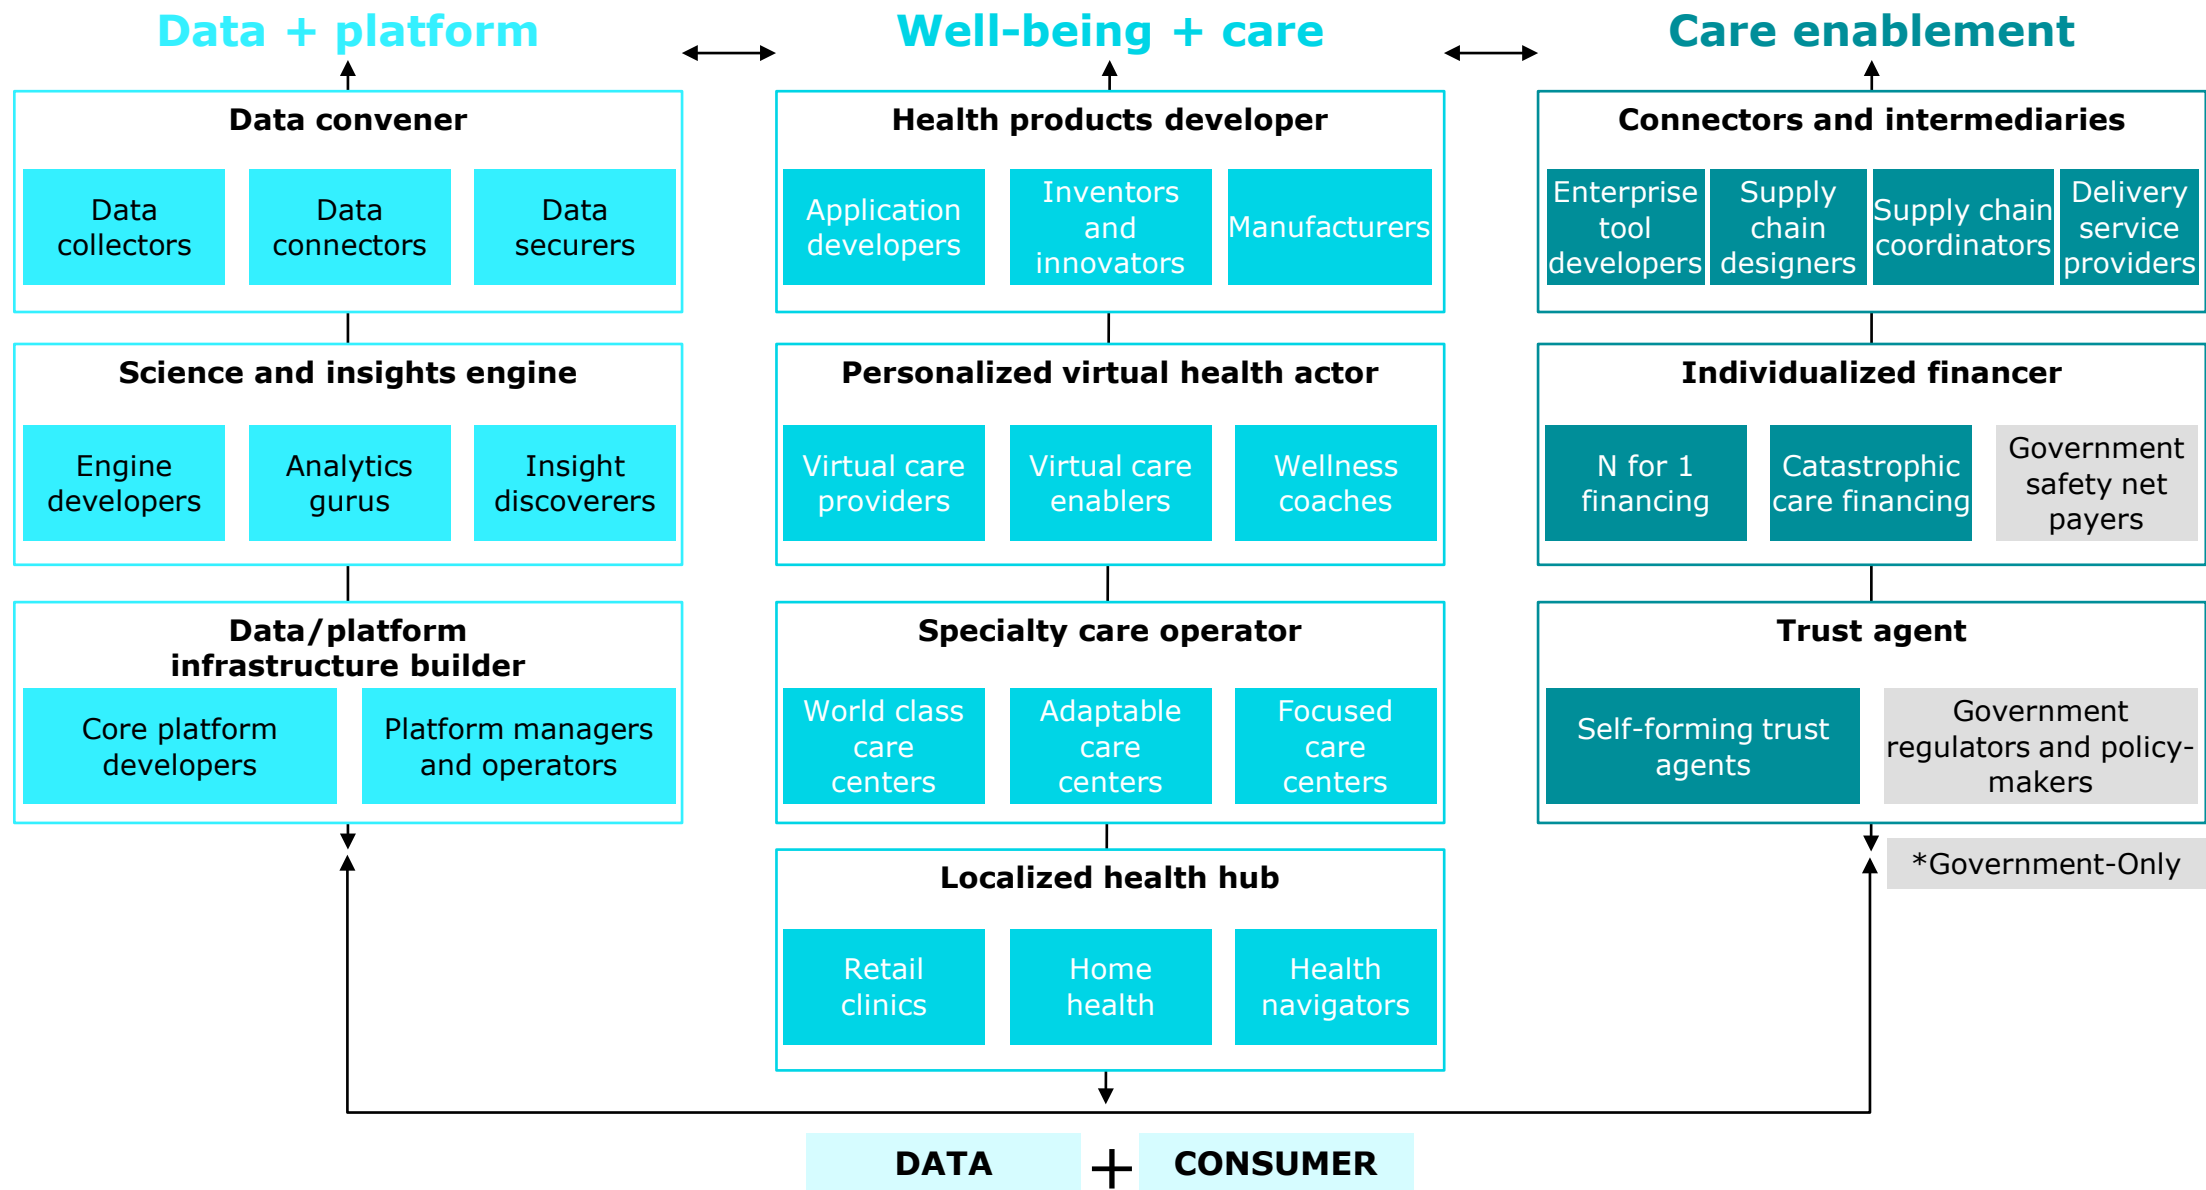 Data + platform
Well-being + care
Care enablement
Data convener
Data
collectors
Data
connectors
Data
securers
Science and insights engine
Engine
developers
Analytics
gurus
Insight
discoverers
Data/platform
infrastructure builder
Core platform
developers
Platform managers
and operators
Health products developer
Application
developers
Inventors
and
innovators
Manufacturers
Personalized virtual health actor
Virtual care
providers
Virtual care
enablers
Wellness
coaches
Specialty care operator
World class
care
centers
Adaptable
care
centers
Focused
care
centers
Localized health hub
Retail
clinics
Home
health
Health
navigators
Connectors and intermediaries
Enterprise
tool
developers
Supply
chain
designers
Supply chain
coordinators
Delivery
service
providers
Individualized financer
N for 1
financing
Catastrophic
care financing
Government
safety net
payers
Trust agent
Self-forming trust
agents
Government
regulators and policy-
makers
*Government-Only
DATA + CONSUMER